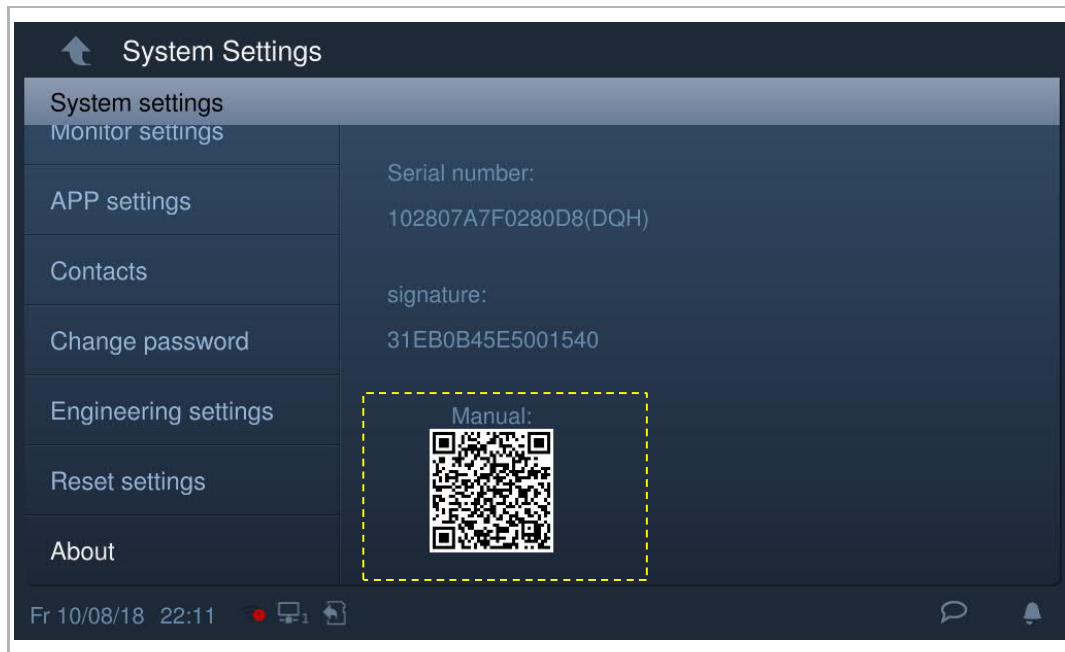 System Settings
System settings
Monitor settings
APP settings
Contacts
Change password
Engineering settings
Reset settings
About
Serial number:
102807A7F0280D8(DQH)
signature:
31EB0B45E5001540
Manual:
Fr 10/08/18 22:11
1